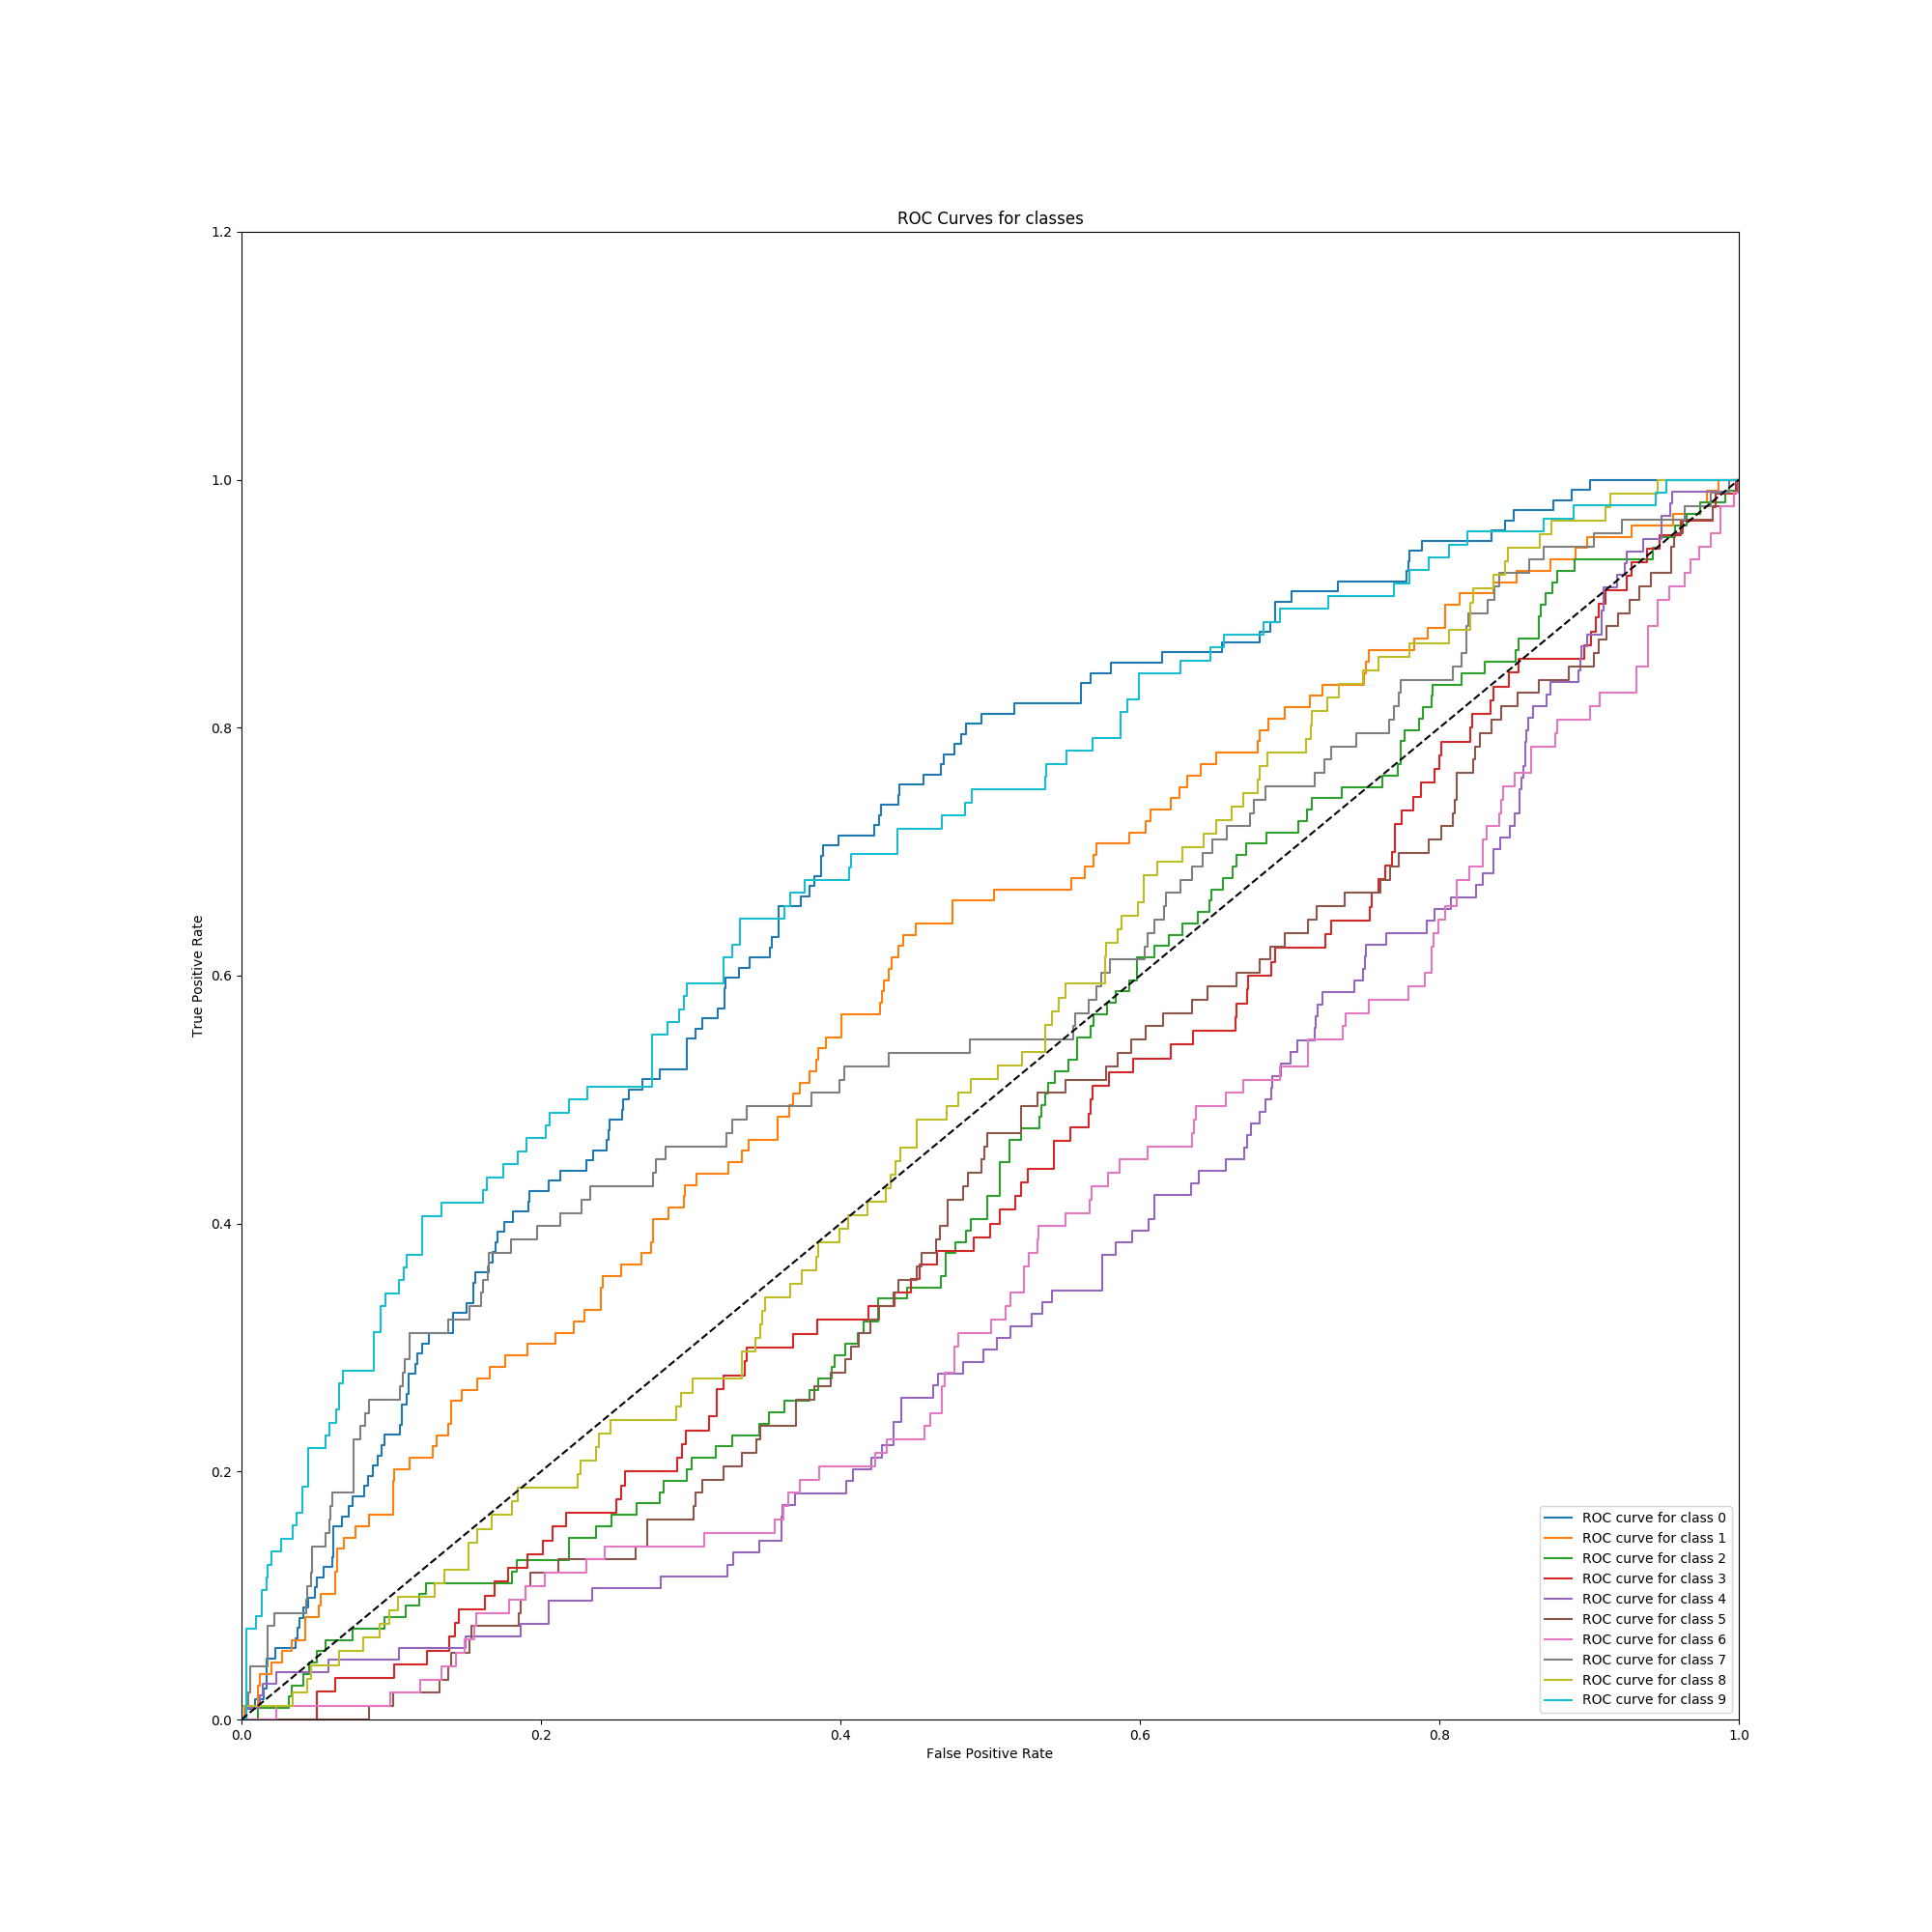 ROC Curves for classes
1.2
1.0
0.8
0.6
0.4
0.2
0.0
True Positive Rate
0.0 0.2 0.4 0.6 0.8 1.0
False Positive Rate
ROC curve for class 0
ROC curve for class 1
ROC curve for class 2
ROC curve for class 3
ROC curve for class 4
ROC curve for class 5
ROC curve for class 6
ROC curve for class 7
ROC curve for class 8
ROC curve for class 9